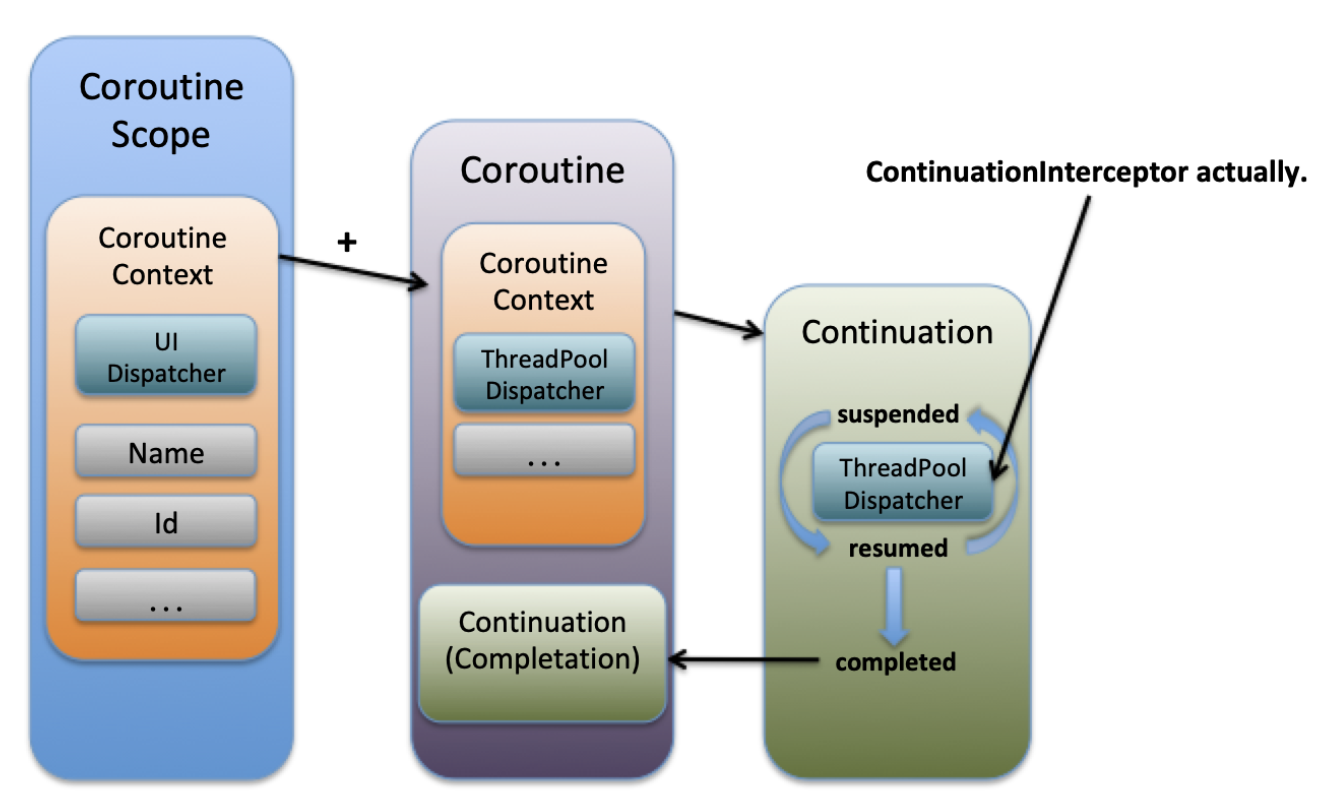 Coroutine
Scope
Coroutine
Context
UI
Dispatcher
Name
Id
...
+
Coroutine
Coroutine
Context
ThreadPool
Dispatcher
...
Continuation
(Completation)
ContinuationInterceptor actually.
Continuation
suspended
ThreadPool
Dispatcher
resumed
completed